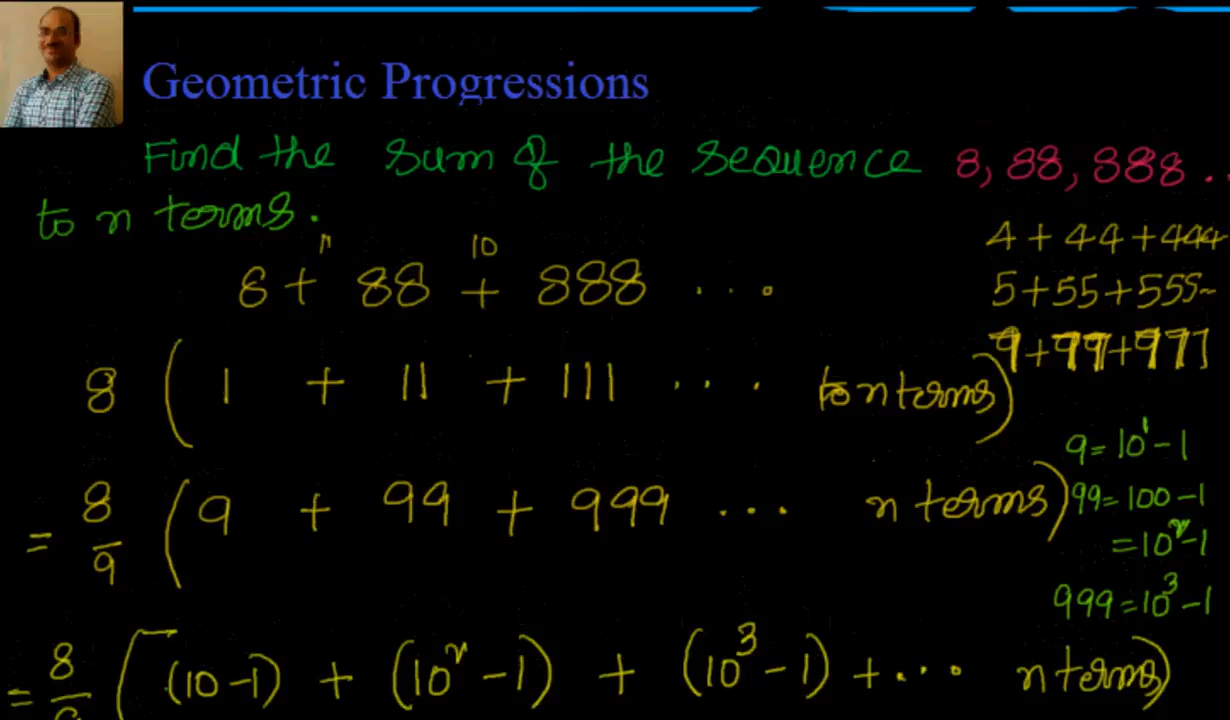 Geometric Progressions
Find the sum of the sequence 8, 88, 888 ..
to n terms.
4 + 44 + 444
11 10
8 + 88 + 888 ...
5 + 55 + 555
9 + 99 + 999
8 ( 1 + 11 + 111 .... to n terms)
9 = 10¹ - 1
= 8/9 ( 9 + 99 + 999 ... n terms)
99 = 100 - 1
= 10² - 1
999 = 10³ - 1
= 8/9 [ (10 - 1) + (10² - 1) + (10³ - 1) + ... n terms)